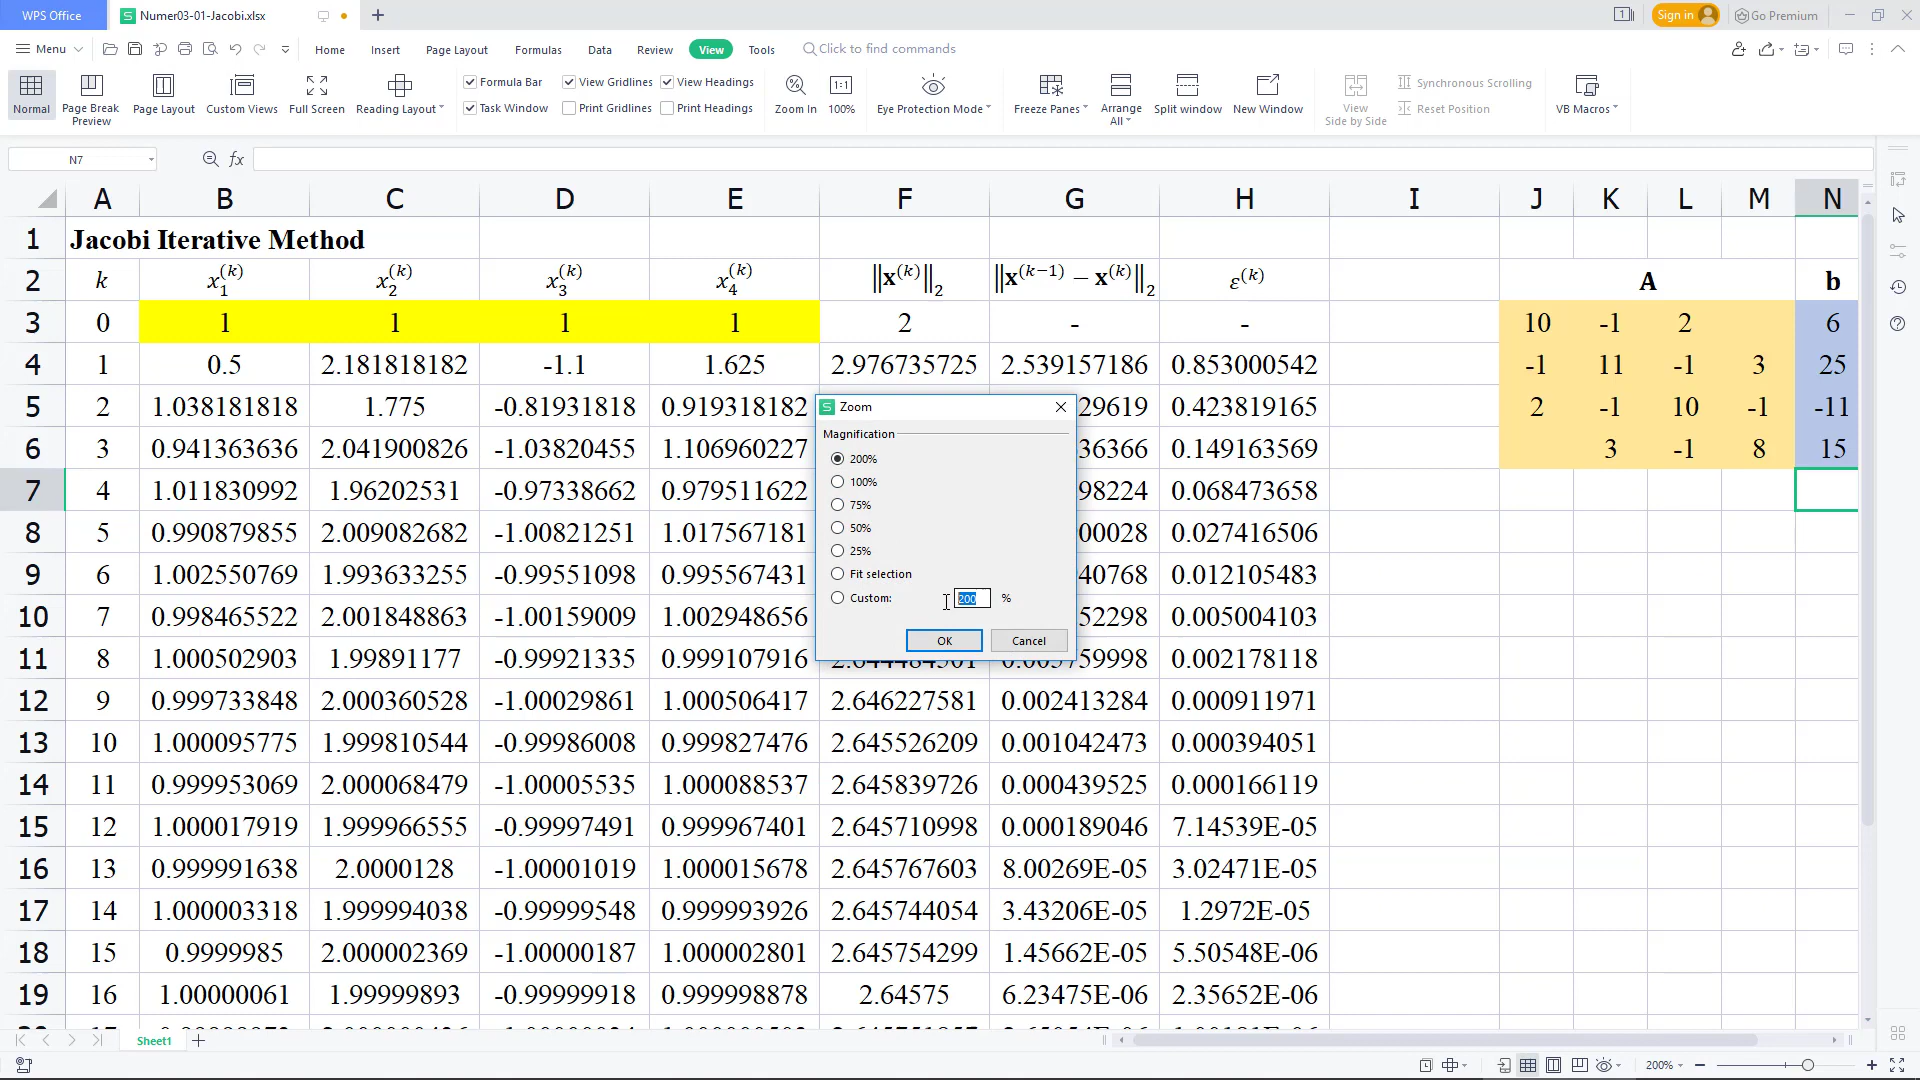 WPS Office
Numer03-01-Jacobi.xlsx
Sign in
Go Premium
Menu
Home
Insert
Page Layout
Formulas
Data
Review
View
Tools
Click to find commands
Normal
Page Break Preview
Page Layout
Custom Views
Full Screen
Reading Layout
Formula Bar
View Gridlines
View Headings
Task Window
Print Gridlines
Print Headings
Zoom In
100%
Eye Protection Mode
Freeze Panes
Arrange All
Split window
New Window
View Side by Side
Synchronous Scrolling
Reset Position
VB Macros
N7
fx
A B C D E F G H I J K L M N
1 Jacobi Iterative Method
2 k x₁^(k) x₂^(k) x₃^(k) x₄^(k) ‖x^(k)‖₂ ‖x^(k−1) − x^(k)‖₂ ε^(k) A b
3 0 1 1 1 1 2 - - 10 -1 2 6
4 1 0.5 2.181818182 -1.1 1.625 2.976735725 2.539157186 0.853000542 -1 11 -1 3 25
5 2 1.038181818 1.775 -0.81931818 0.919318182 29619 0.423819165 2 -1 10 -1 -11
6 3 0.941363636 2.041900826 -1.03820455 1.106960227 36366 0.149163569 3 -1 8 15
7 4 1.011830992 1.96202531 -0.97338662 0.979511622 98224 0.068473658
8 5 0.990879855 2.009082682 -1.00821251 1.017567181 00028 0.027416506
9 6 1.002550769 1.993633255 -0.99551098 0.995567431 40768 0.012105483
10 7 0.998465522 2.001848863 -1.00159009 1.002948656 52298 0.005004103
11 8 1.000502903 1.99891177 -0.99921335 0.999107916 0.002178118
12 9 0.999733848 2.000360528 -1.00029861 1.000506417 2.646227581 0.002413284 0.000911971
13 10 1.000095775 1.999810544 -0.99986008 0.999827476 2.645526209 0.001042473 0.000394051
14 11 0.999953069 2.000068479 -1.00005535 1.000088537 2.645839726 0.000439525 0.000166119
15 12 1.000017919 1.999966555 -0.99997491 0.999967401 2.645710998 0.000189046 7.14539E-05
16 13 0.999991638 2.0000128 -1.00001019 1.000015678 2.645767603 8.00269E-05 3.02471E-05
17 14 1.000003318 1.999994038 -0.99999548 0.999993926 2.645744054 3.43206E-05 1.2972E-05
18 15 0.9999985 2.000002369 -1.00000187 1.000002801 2.645754299 1.45662E-05 5.50548E-06
19 16 1.00000061 1.99999893 -0.99999918 0.999998878 2.64575 6.23475E-06 2.35652E-06
Zoom
Magnification
200%
100%
75%
50%
25%
Fit selection
Custom:
200
%
OK
Cancel
Sheet1
200%